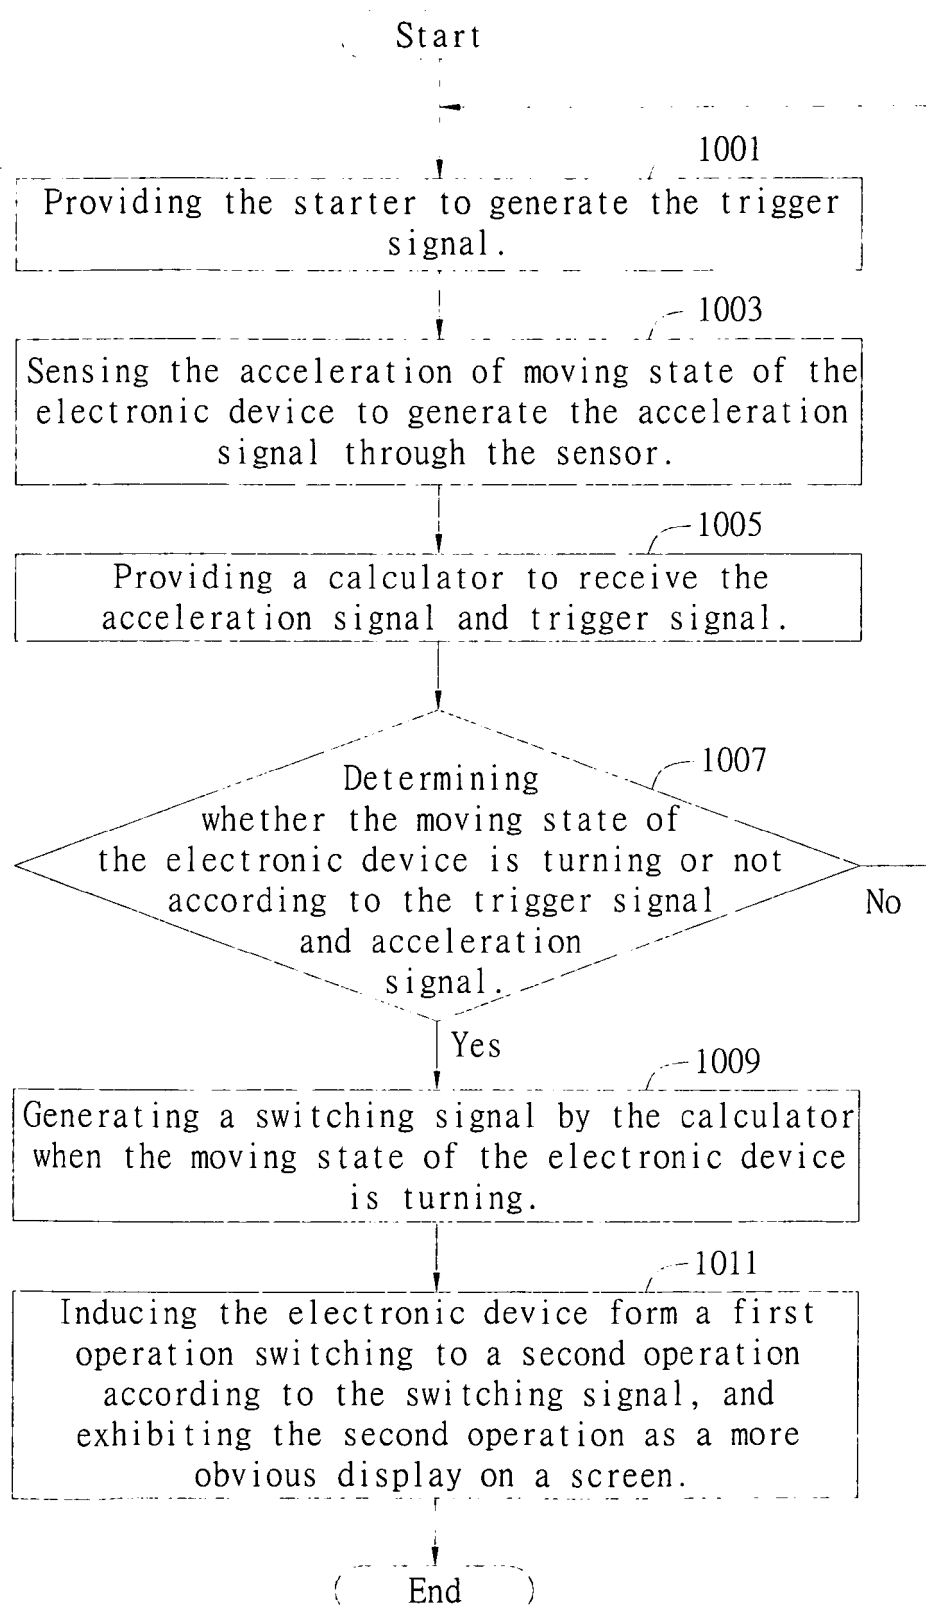 Start
1001
Providing the starter to generate the trigger
signal.
1003
Sensing the acceleration of moving state of the
electronic device to generate the acceleration
signal through the sensor.
1005
Providing a calculator to receive the
acceleration signal and trigger signal.
1007
Determining
whether the moving state of
the electronic device is turning or not
according to the trigger signal
and acceleration
signal.
No
Yes
1009
Generating a switching signal by the calculator
when the moving state of the electronic device
is turning.
1011
Inducing the electronic device form a first
operation switching to a second operation
according to the switching signal, and
exhibiting the second operation as a more
obvious display on a screen.
End